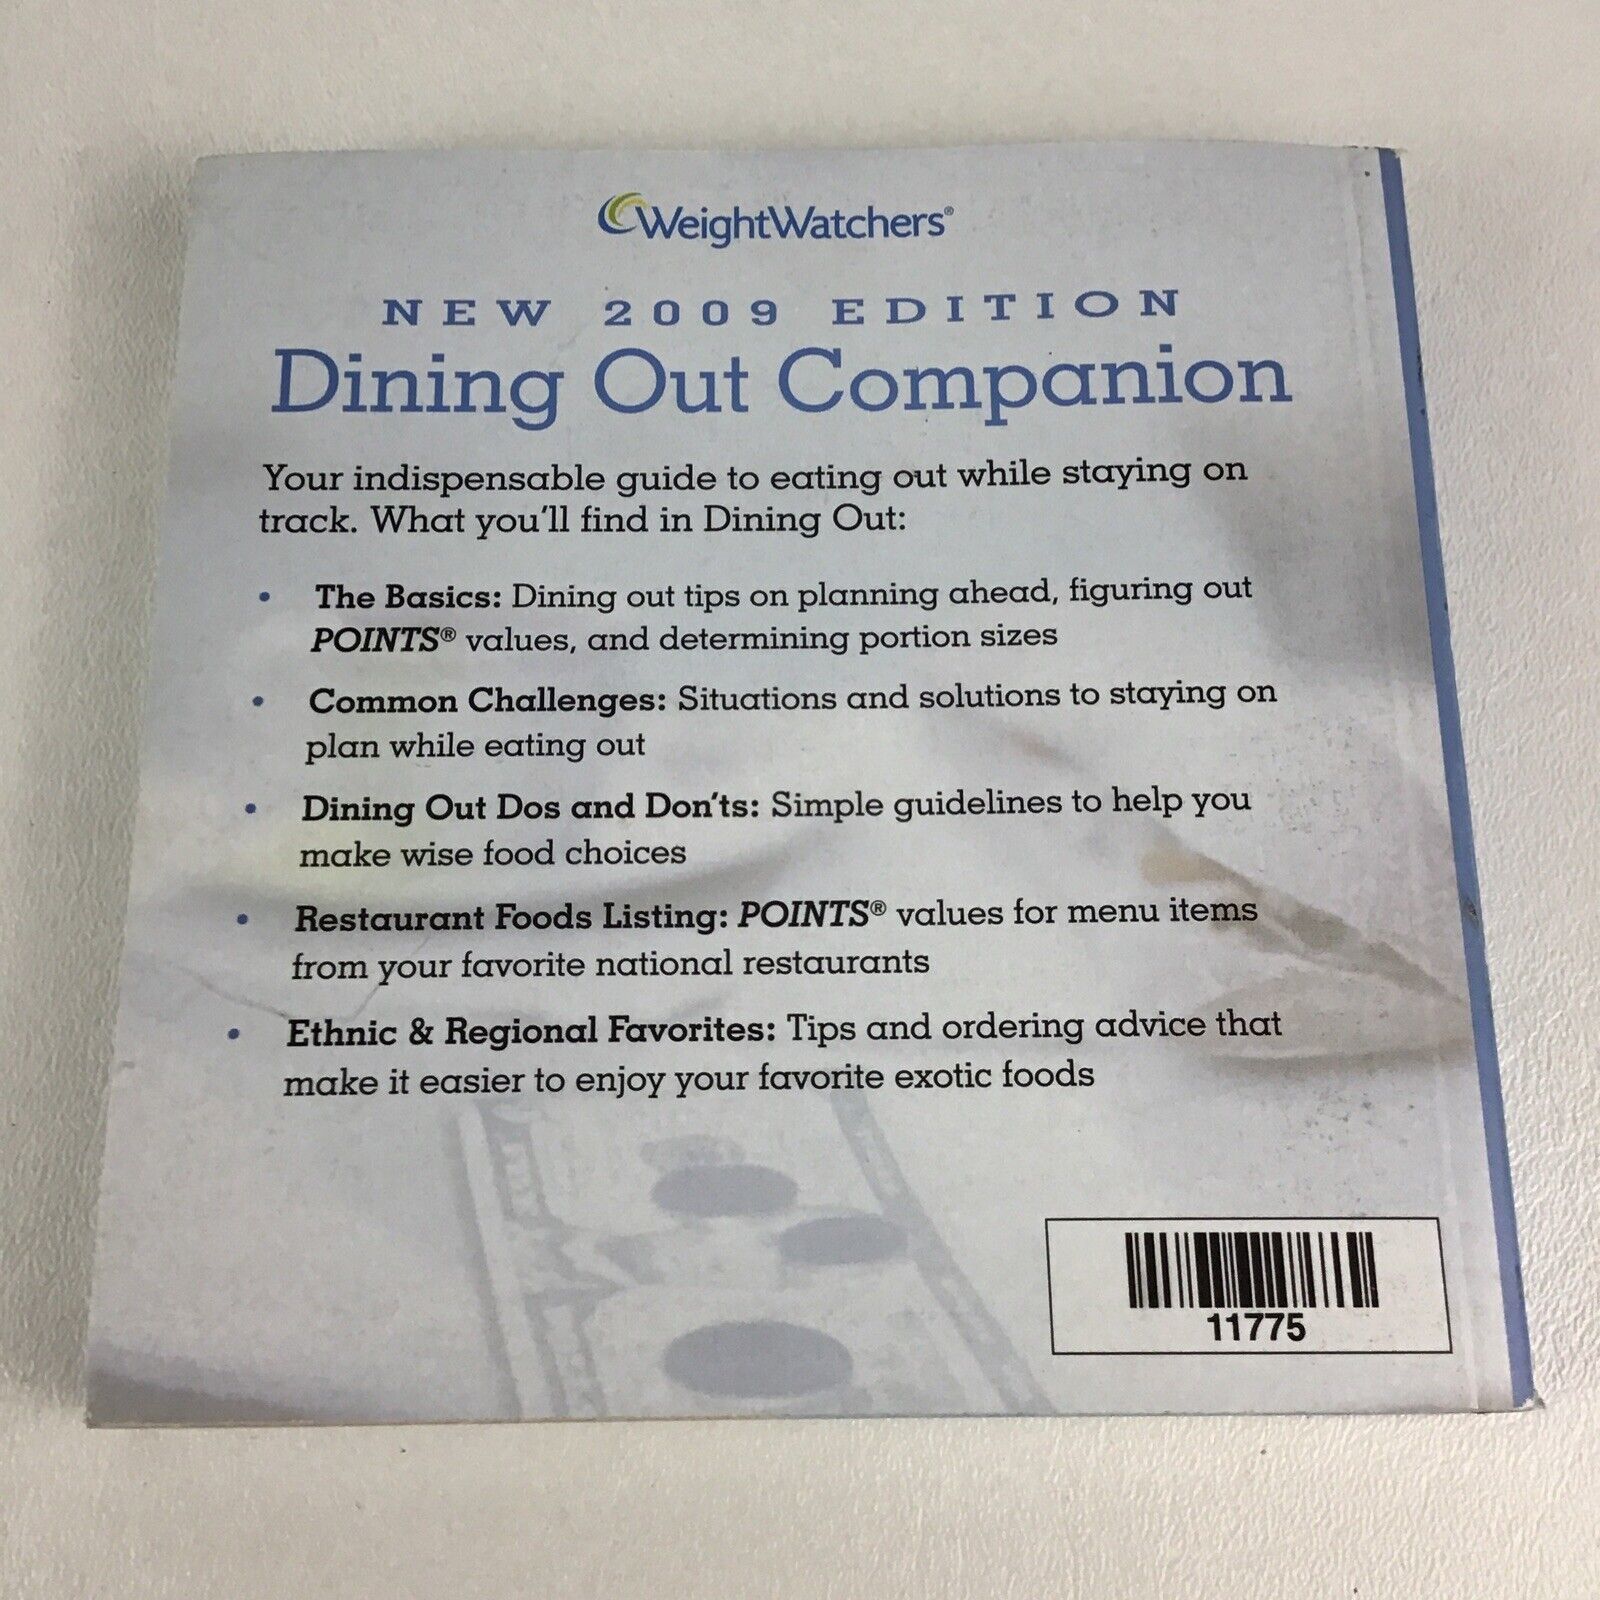 WeightWatchers®
NEW 2009 EDITION
Dining Out Companion
Your indispensable guide to eating out while staying on
track. What you'll find in Dining Out:
• The Basics: Dining out tips on planning ahead, figuring out
POINTS® values, and determining portion sizes
• Common Challenges: Situations and solutions to staying on
plan while eating out
• Dining Out Dos and Don'ts: Simple guidelines to help you
make wise food choices
• Restaurant Foods Listing: POINTS® values for menu items
from your favorite national restaurants
• Ethnic & Regional Favorites: Tips and ordering advice that
make it easier to enjoy your favorite exotic foods
11775